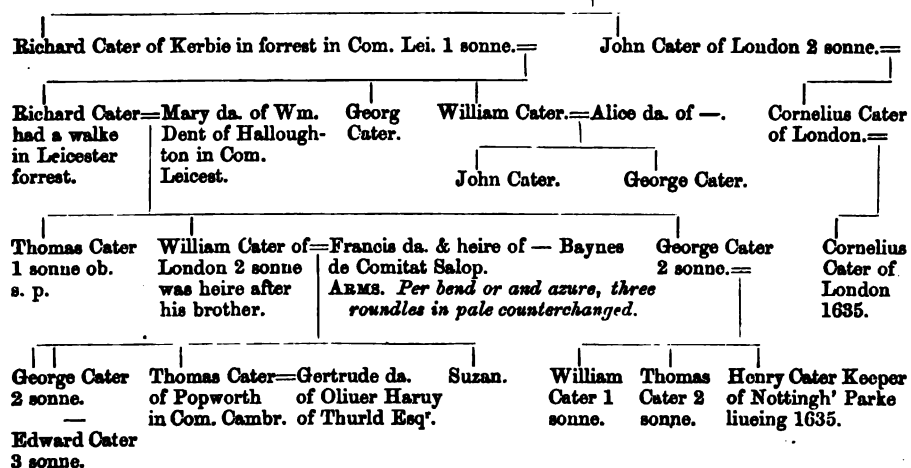 Richard Cater of Kerbie in forrest in Com. Lei. 1 sonne.=
John Cater of London 2 sonne.=
Richard Cater=
had a walke
in Leicester
forrest.
Mary da. of Wm.
Dent of Hallough-
ton in Com.
Leicest.
Georg
Cater.
William Cater.=Alice da. of —.
Cornelius Cater
of London.=
John Cater.
George Cater.
Thomas Cater
1 sonne ob.
s. p.
William Cater of=
London 2 sonne
was heire after
his brother.
Francis da. & heire of — Baynes
de Comitat Salop.
ARMS. Per bend or and azure, three
roundles in pale counterchanged.
George Cater
2 sonne.=
Cornelius
Cater of
London
1635.
George Cater
2 sonne.
—
Edward Cater
3 sonne.
Thomas Cater=
of Popworth
in Com. Cambr.
Gertrude da.
of Oliuer Haruy
of Thurld Esqr.
Suzan.
William
Cater 1
sonne.
Thomas
Cater 2
sonne.
Henry Cater Keeper
of Nottingh' Parke
liueing 1635.